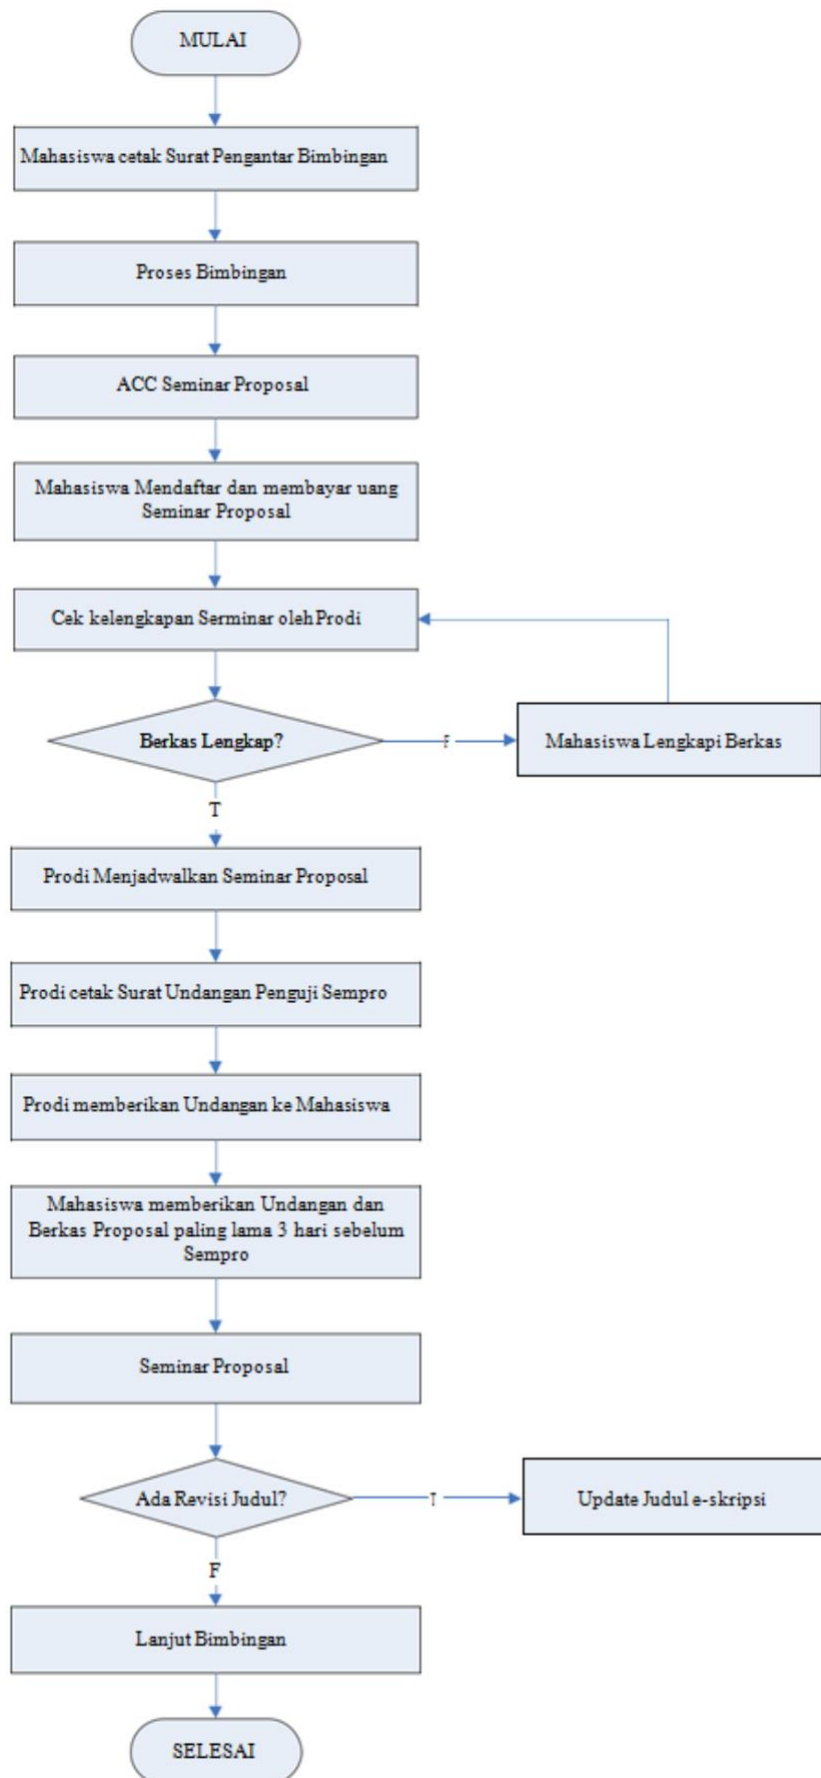 MULAI
Mahasiswa cetak Surat Pengantar Bimbingan
Proses Bimbingan
ACC Seminar Proposal
Mahasiswa Mendaftar dan membayar uang
Seminar Proposal
Cek kelengkapan Serminar oleh Prodi
Berkas Lengkap?
F
Mahasiswa Lengkapi Berkas
T
Prodi Menjadwalkan Seminar Proposal
Prodi cetak Surat Undangan Penguji Sempro
Prodi memberikan Undangan ke Mahasiswa
Mahasiswa memberikan Undangan dan
Berkas Proposal paling lama 3 hari sebelum
Sempro
Seminar Proposal
Ada Revisi Judul?
T
Update Judul e-skripsi
F
Lanjut Bimbingan
SELESAI